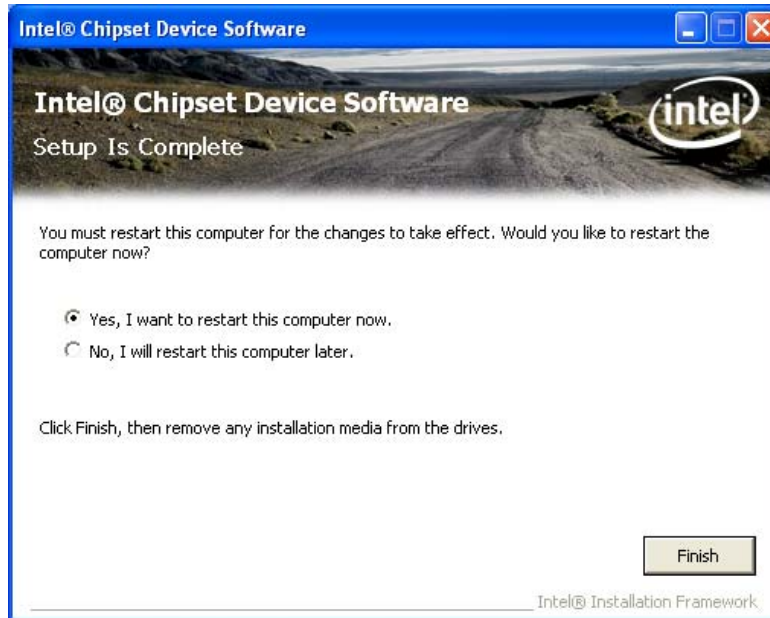 Intel® Chipset Device Software
Intel® Chipset Device Software
intel
Setup Is Complete
You must restart this computer for the changes to take effect. Would you like to restart the
computer now?
Yes, I want to restart this computer now.
No, I will restart this computer later.
Click Finish, then remove any installation media from the drives.
Finish
Intel® Installation Framework